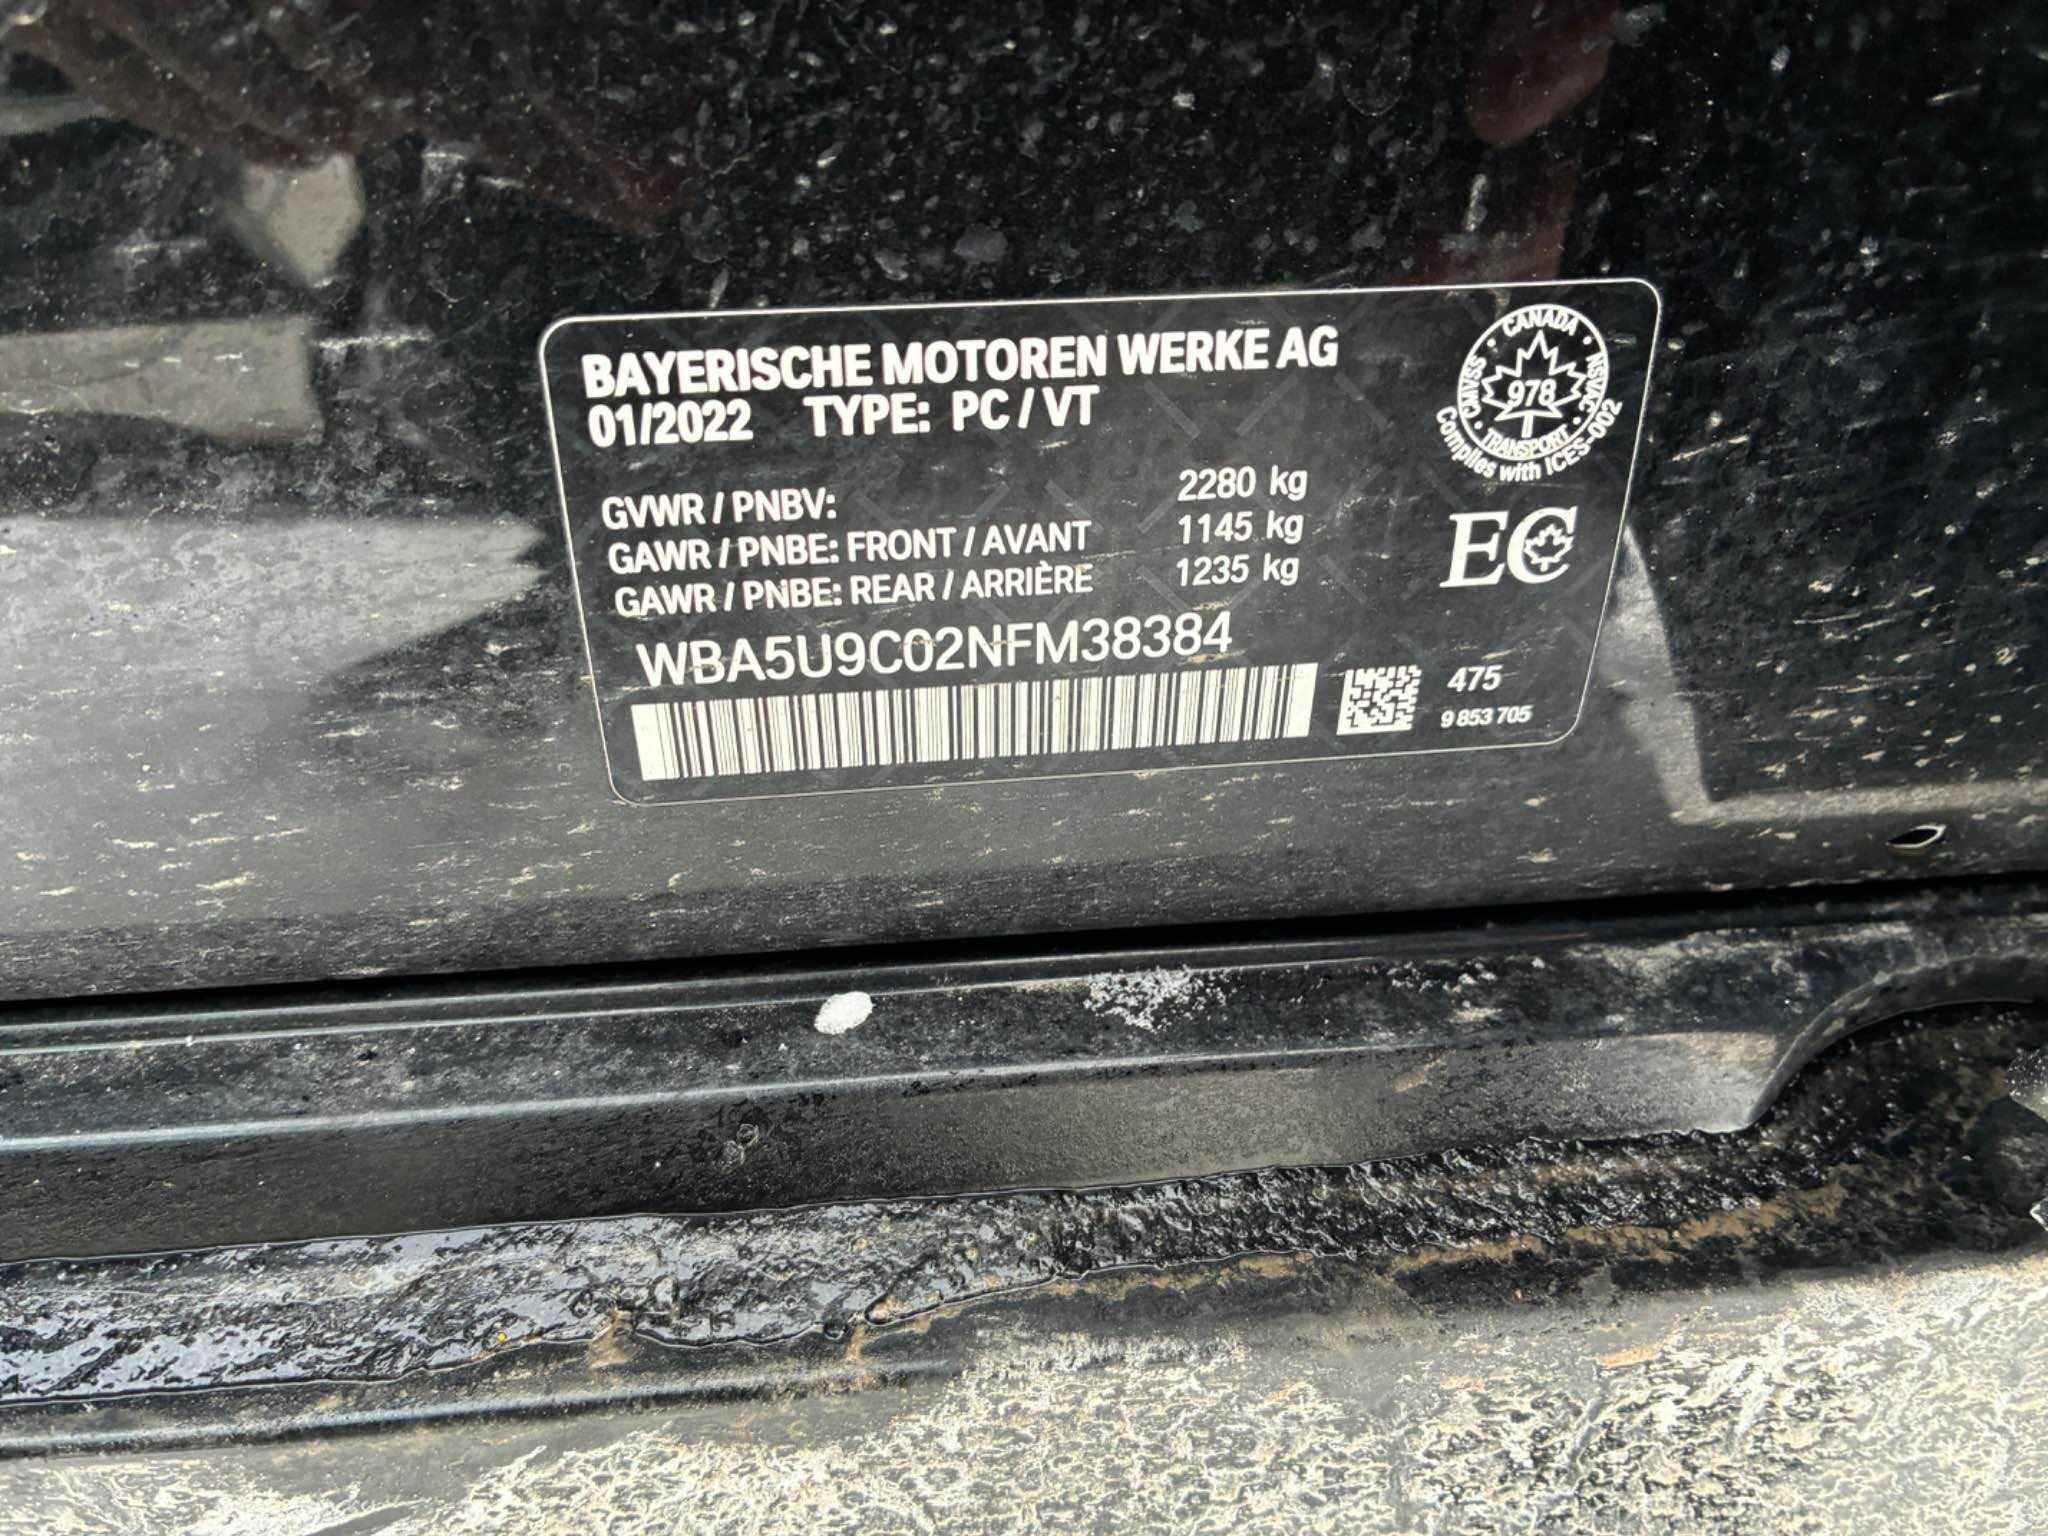 BAYERISCHE MOTOREN WERKE AG
01/2022 TYPE: PC / VT
GVWR / PNBV: 2280 kg
GAWR / PNBE: FRONT / AVANT 1145 kg
GAWR / PNBE: REAR / ARRIÈRE 1235 kg
WBA5U9C02NFM38384
475
9 853 705
CANADA
CMVSS
NSVAC
978
TRANSPORT
Complies with ICES-002
EC